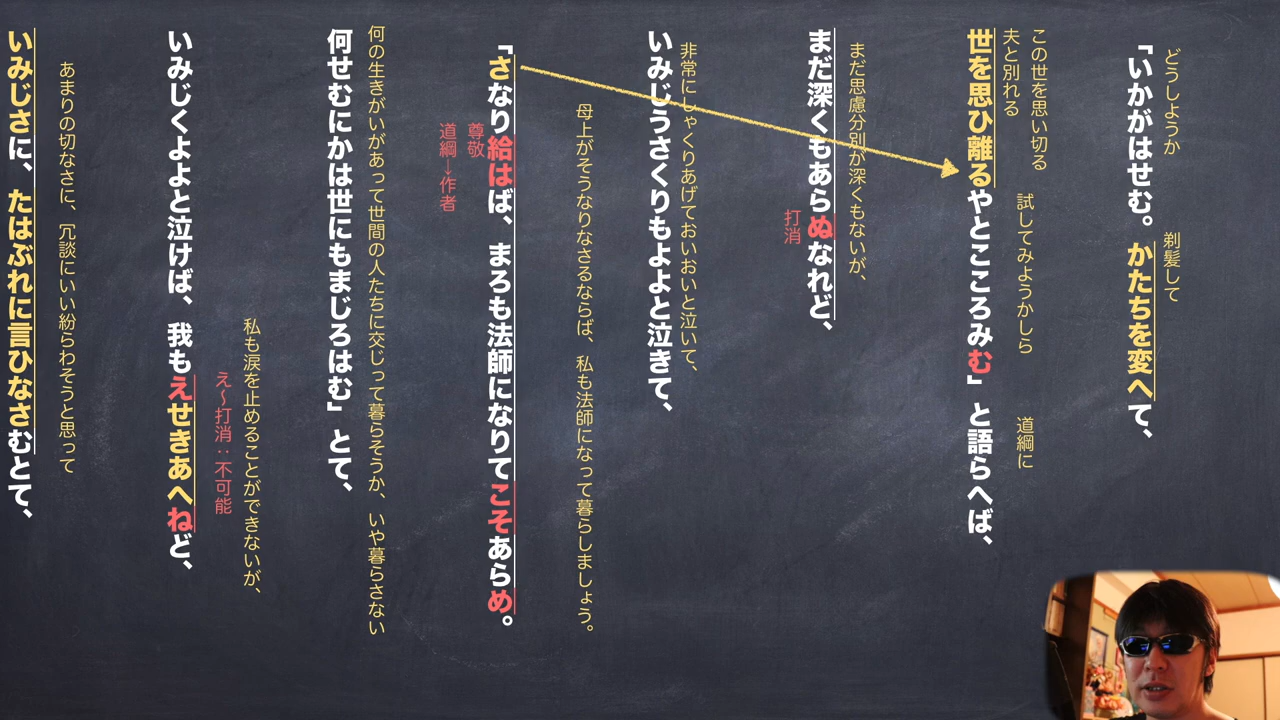 どうしようか　剃髪して
「いかがはせむ。かたちを変へて、
この世を思い切る
夫と別れる　試してみようかしら　道綱に
世を思ひ離るやとこころみむ」と語らへば、
まだ思慮分別が深くもないが、
まだ深くもあらぬなれど、
打消
非常にしゃくりあげておいおいと泣いて、
いみじうさくりもよよと泣きて、
母上がそうなりなさるならば、私も法師になって暮らしましょう。
「さなり給はば、まろも法師になりてこそあらめ。
尊敬
道綱→作者
何の生きがいがあって世間の人たちに交じって暮らそうか、いや暮らさない
何せむにかは世にもまじろはむ」とて、
私も涙を止めることができないが、
え〜打消：不可能
いみじくよよと泣けば、我もえせきあへねど、
あまりの切なさに、冗談にいい紛らわそうと思って
いみじさに、たはぶれに言ひなさむとて、